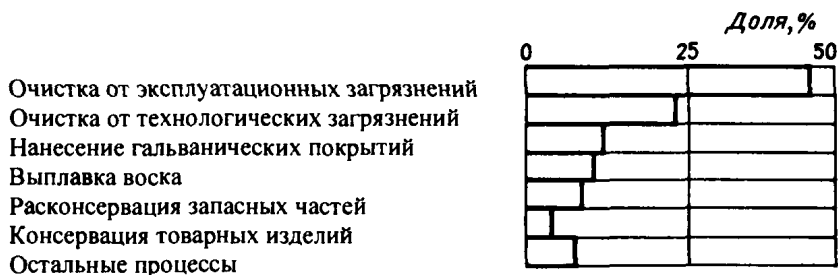 Доля, %
0 25 50
Очистка от эксплуатационных загрязнений
Очистка от технологических загрязнений
Нанесение гальванических покрытий
Выплавка воска
Расконсервация запасных частей
Консервация товарных изделий
Остальные процессы